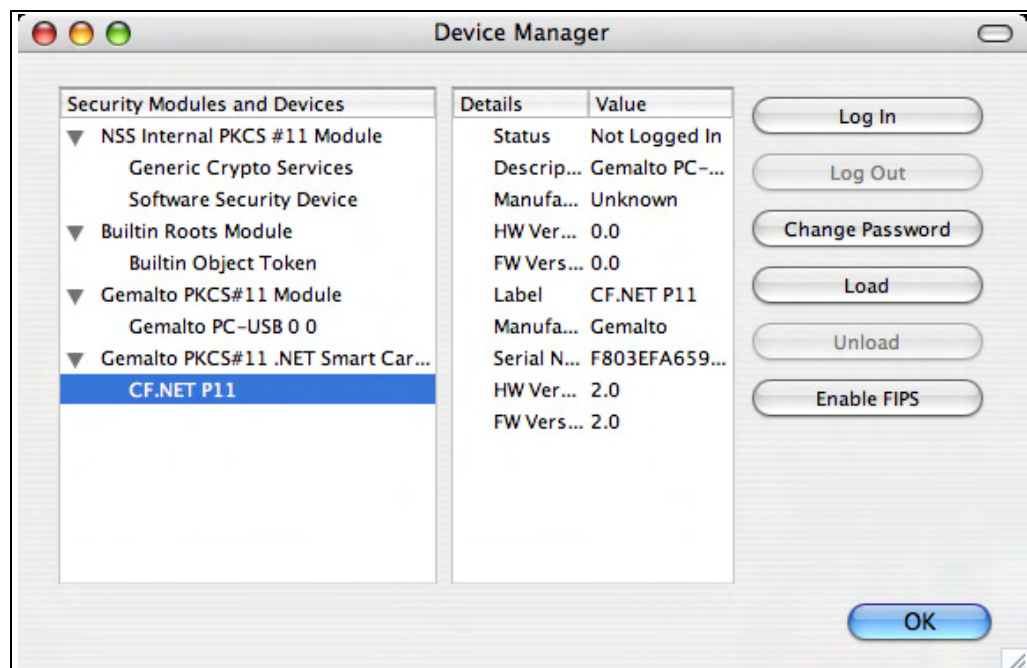 Device Manager
Security Modules and Devices
NSS Internal PKCS #11 Module
Generic Crypto Services
Software Security Device
Builtin Roots Module
Builtin Object Token
Gemalto PKCS#11 Module
Gemalto PC-USB 0 0
Gemalto PKCS#11 .NET Smart Car...
CF.NET P11
Details Value
Status Not Logged In
Descrip... Gemalto PC-...
Manufa... Unknown
HW Ver... 0.0
FW Vers... 0.0
Label CF.NET P11
Manufa... Gemalto
Serial N... F803EFA659...
HW Ver... 2.0
FW Vers... 2.0
Log In
Log Out
Change Password
Load
Unload
Enable FIPS
OK